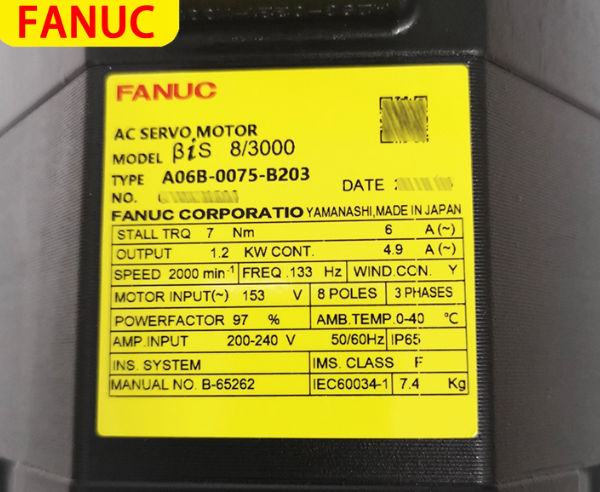 FANUC
FANUC
AC SERVO MOTOR
MODEL βiS 8/3000
TYPE A06B-0075-B203
DATE
NO.
FANUC CORPORATIO YAMANASHI,MADE IN JAPAN
STALL TRQ 7 Nm 6 A(~)
OUTPUT 1.2 KW CONT. 4.9 A(~)
SPEED 2000 min-1 FREQ .133 Hz WIND.CCN. Y
MOTOR INPUT(~) 153 V 8 POLES 3 PHASES
POWERFACTOR 97 % AMB.TEMP.0-40 ℃
AMP.INPUT 200-240 V 50/60Hz IP65
INS. SYSTEM IMS. CLASS F
MANUAL NO. B-65262 IEC60034-1 7.4 Kg